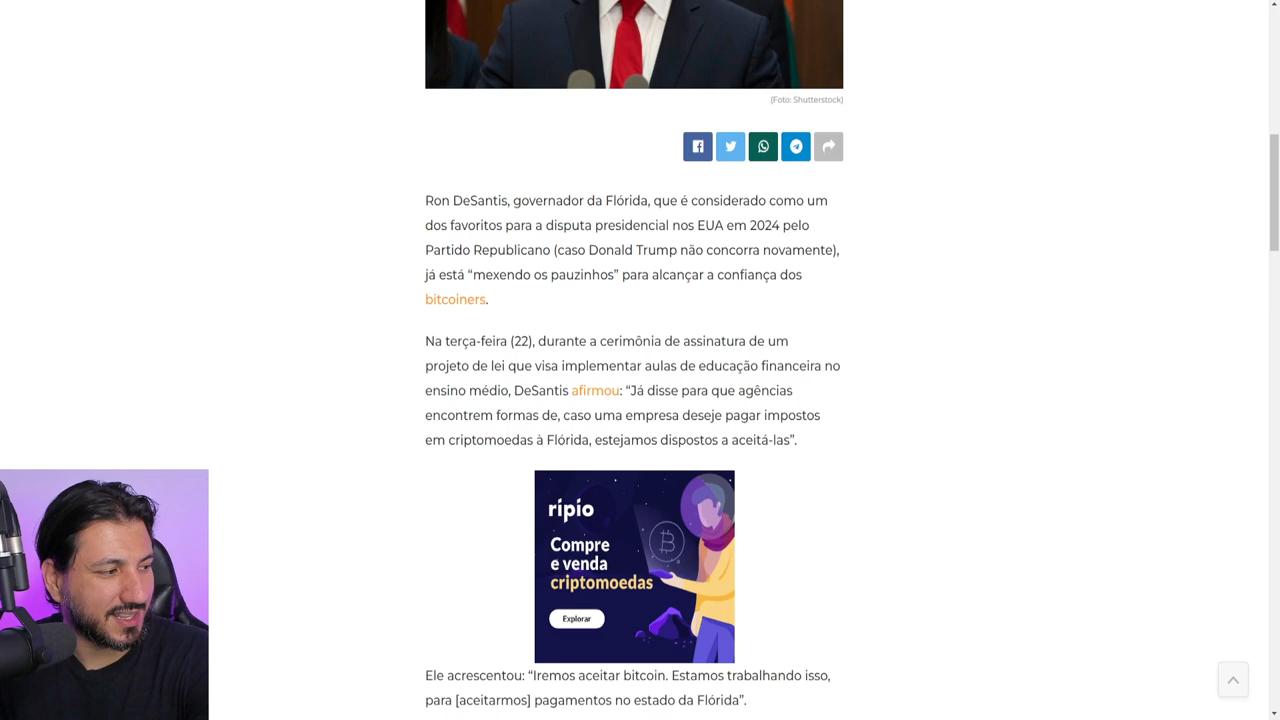 (Foto: Shutterstock)
Ron DeSantis, governador da Flórida, que é considerado como um
dos favoritos para a disputa presidencial nos EUA em 2024 pelo
Partido Republicano (caso Donald Trump não concorra novamente),
já está “mexendo os pauzinhos” para alcançar a confiança dos
bitcoiners.
Na terça-feira (22), durante a cerimônia de assinatura de um
projeto de lei que visa implementar aulas de educação financeira no
ensino médio, DeSantis afirmou: “Já disse para que agências
encontrem formas de, caso uma empresa deseje pagar impostos
em criptomoedas à Flórida, estejamos dispostos a aceitá-las”.
ripio
Compre
e venda
criptomoedas
Explorar
Ele acrescentou: “Iremos aceitar bitcoin. Estamos trabalhando isso,
para [aceitarmos] pagamentos no estado da Flórida”.